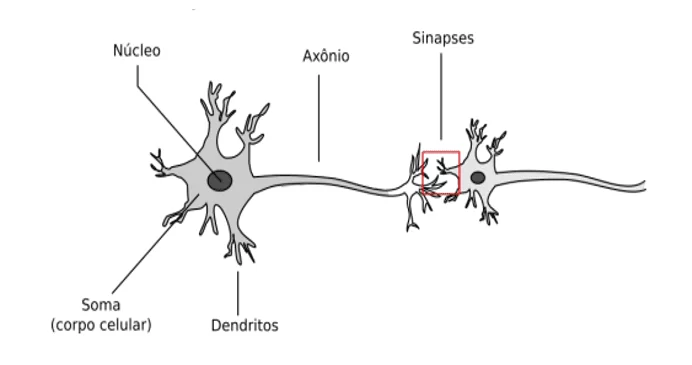 Sinapses
Núcleo
Axônio
Soma
(corpo celular)
Dendritos